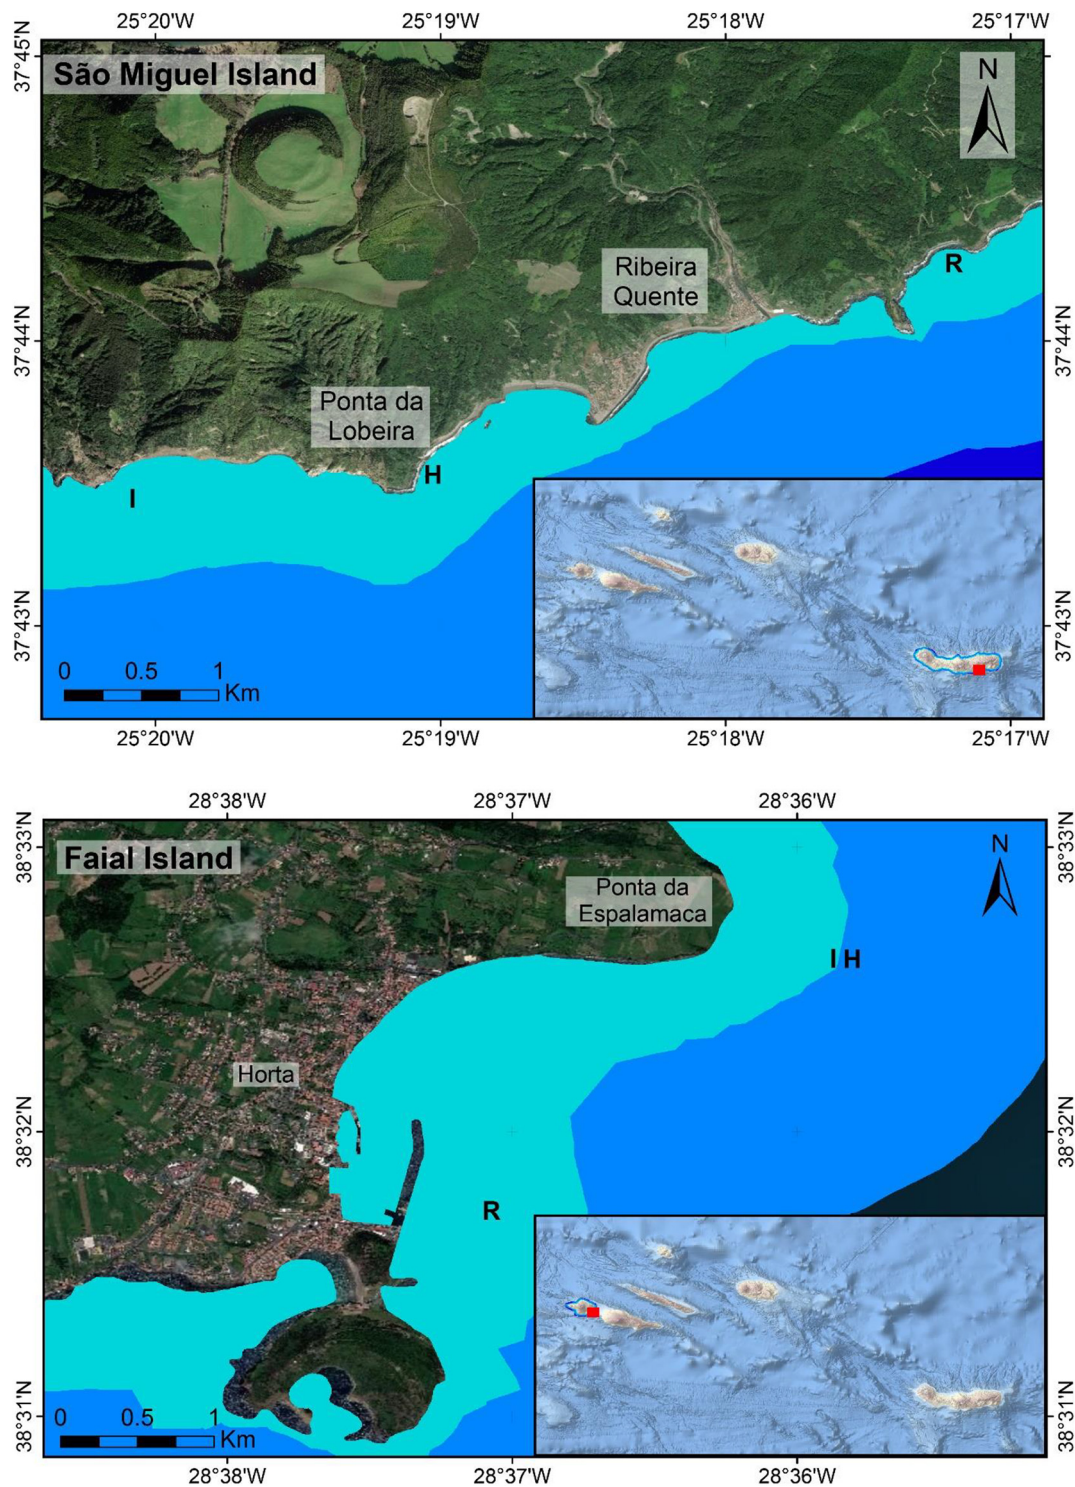 25°20'W 25°19'W 25°18'W 25°17'W
37°45'N
37°45'N
São Miguel Island
N
Ribeira
Quente
R
37°44'N
37°44'N
Ponta da
Lobeira
H
I
37°43'N
37°43'N
0 0.5 1
Km
25°20'W 25°19'W 25°18'W 25°17'W
28°38'W 28°37'W 28°36'W
38°33'N
38°33'N
Faial Island
N
Ponta da
Espalamaca
I H
Horta
38°32'N
38°32'N
R
38°31'N
38°31'N
0 0.5 1
Km
28°38'W 28°37'W 28°36'W